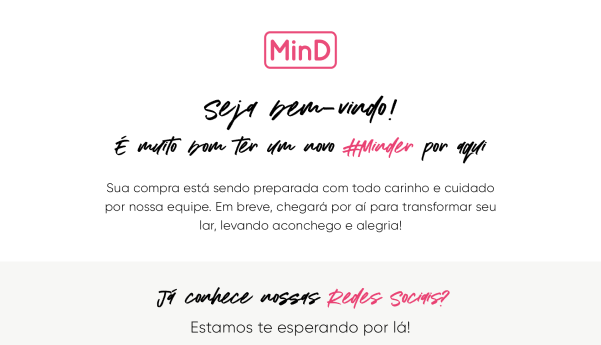 MinD
Seja bem-vindo!
É muito bom ter um novo #Minder por aqui
Sua compra está sendo preparada com todo carinho e cuidado
por nossa equipe. Em breve, chegará por aí para transformar seu
lar, levando aconchego e alegria!
Já conhece nossas Redes Sociais?
Estamos te esperando por lá!